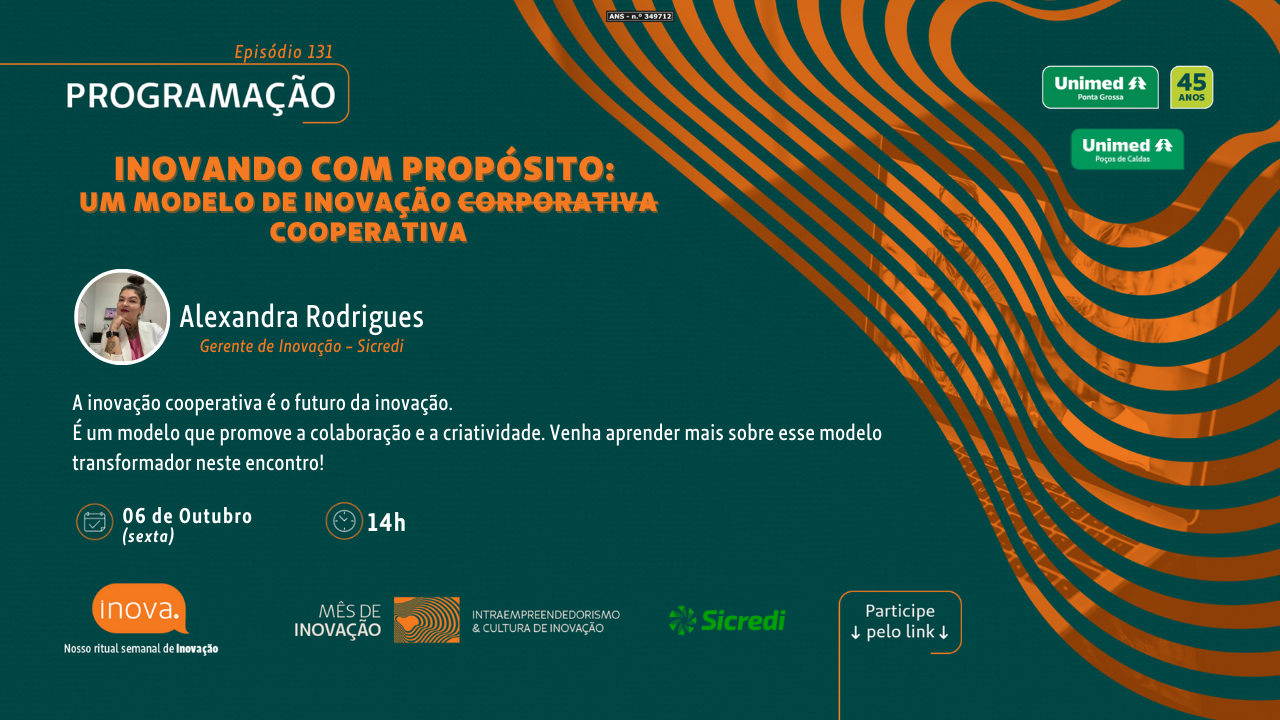 ANS - n.º 349712
Episódio 131
PROGRAMAÇÃO
Unimed
Ponta Grossa
45
ANOS
Unimed
Poços de Caldas
INOVANDO COM PROPÓSITO:
UM MODELO DE INOVAÇÃO CORPORATIVA
COOPERATIVA
Alexandra Rodrigues
Gerente de Inovação – Sicredi
A inovação cooperativa é o futuro da inovação.
É um modelo que promove a colaboração e a criatividade. Venha aprender mais sobre esse modelo
transformador neste encontro!
06 de Outubro
(sexta)
14h
inova.
Nosso ritual semanal de Inovação
MÊS DE
INOVAÇÃO
INTRAEMPREENDEDORISMO
& CULTURA DE INOVAÇÃO
Sicredi
Participe
↓ pelo link ↓